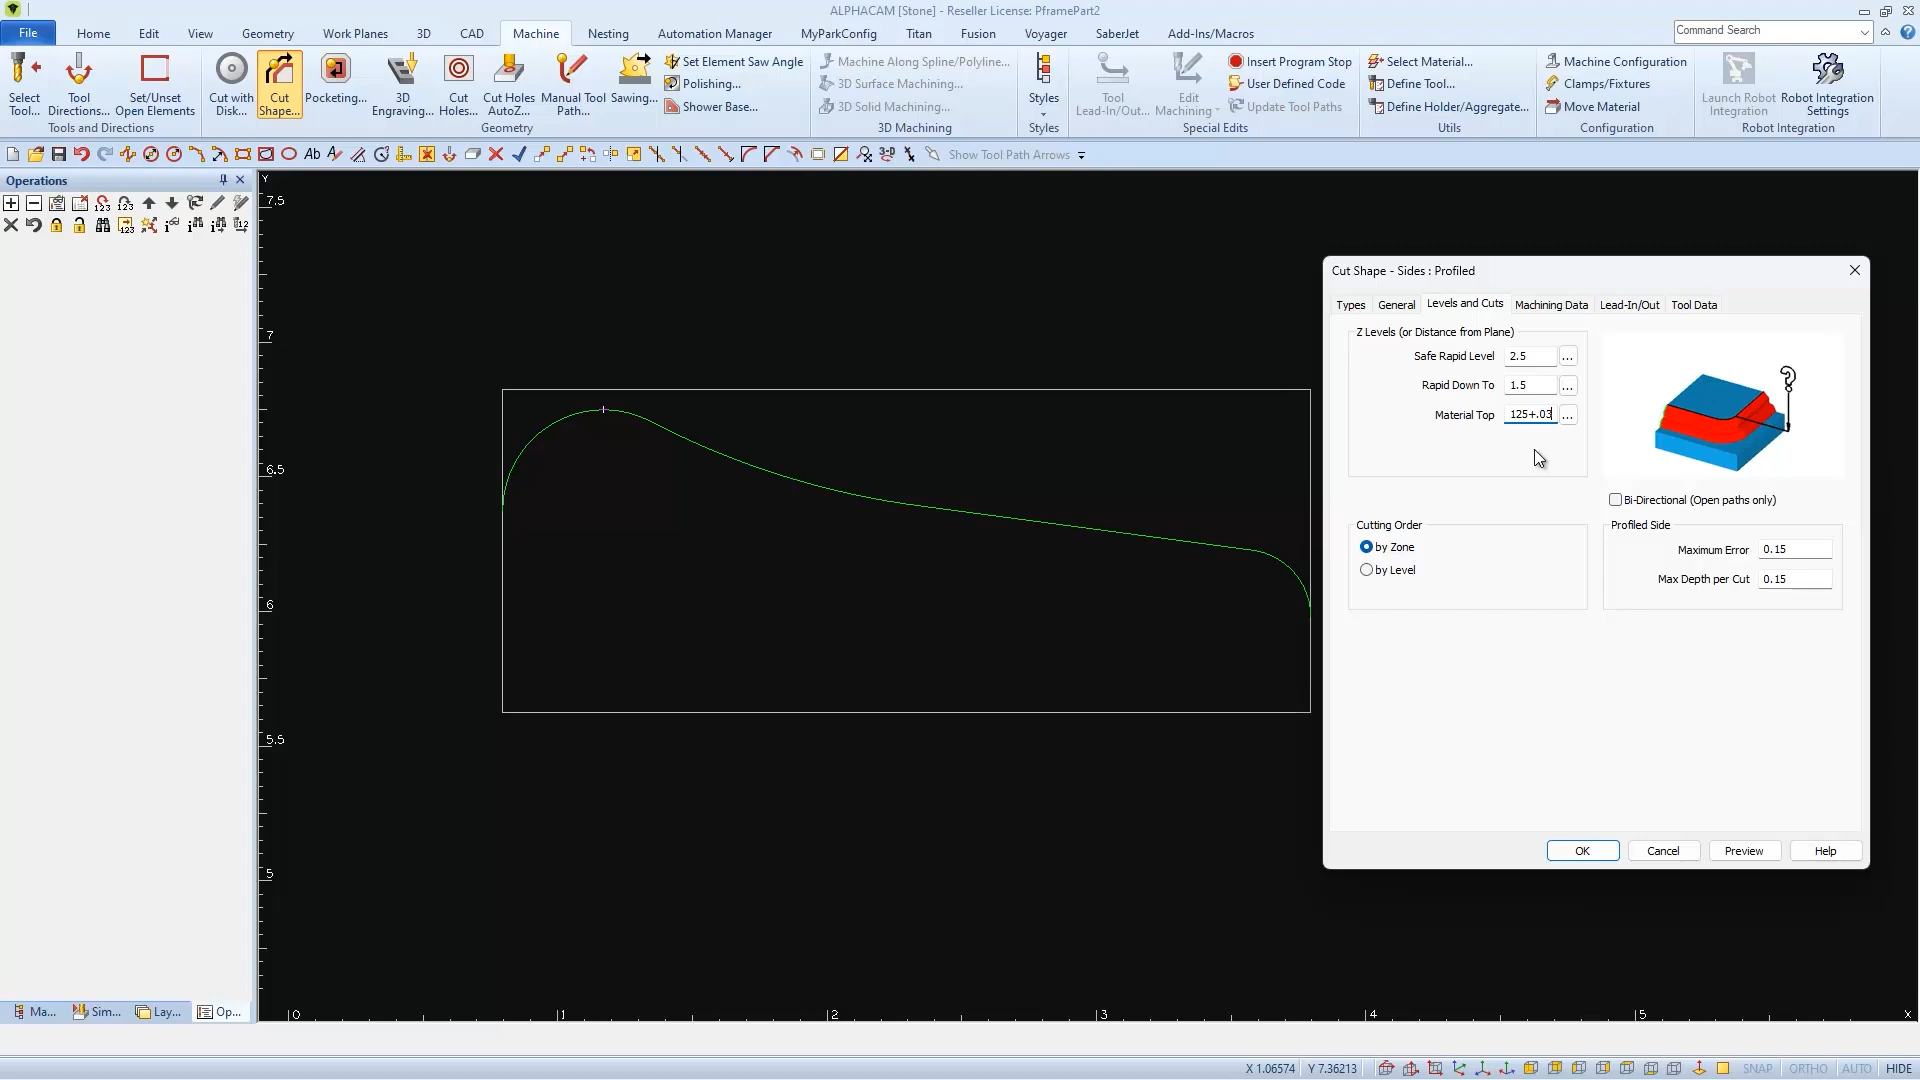 ALPHACAM [Stone] - Reseller License: PframePart2
File Home Edit View Geometry Work Planes 3D CAD Machine Nesting Automation Manager MyParkConfig Titan Fusion Voyager SaberJet Add-Ins/Macros
Command Search
Select Tool...
Tool Directions...
Set/Unset Open Elements
Tools and Directions
Cut with Disk...
Cut Shape...
Pocketing...
3D Engraving...
Cut Holes...
Cut Holes AutoZ...
Manual Tool Path...
Sawing...
Set Element Saw Angle
Polishing...
Shower Base...
Geometry
Machine Along Spline/Polyline...
3D Surface Machining...
3D Solid Machining...
3D Machining
Styles
Styles
Tool Lead-In/Out...
Edit Machining
Insert Program Stop
User Defined Code
Update Tool Paths
Special Edits
Select Material...
Define Tool...
Define Holder/Aggregate...
Utils
Machine Configuration
Clamps/Fixtures
Move Material
Configuration
Launch Robot Integration
Robot Integration Settings
Robot Integration
Ab
3-D
Show Tool Path Arrows
Operations
Y
7.5
7
6.5
6
5.5
5
0 1 2 3 4 5 X
Cut Shape - Sides : Profiled
Types General Levels and Cuts Machining Data Lead-In/Out Tool Data
Z Levels (or Distance from Plane)
Safe Rapid Level 2.5 ...
Rapid Down To 1.5 ...
Material Top 125+.03 ...
Bi-Directional (Open paths only)
Cutting Order
by Zone
by Level
Profiled Side
Maximum Error 0.15
Max Depth per Cut 0.15
OK Cancel Preview Help
Ma... Sim... Lay... Op...
X 1.06574 Y 7.36213 SNAP ORTHO AUTO HIDE